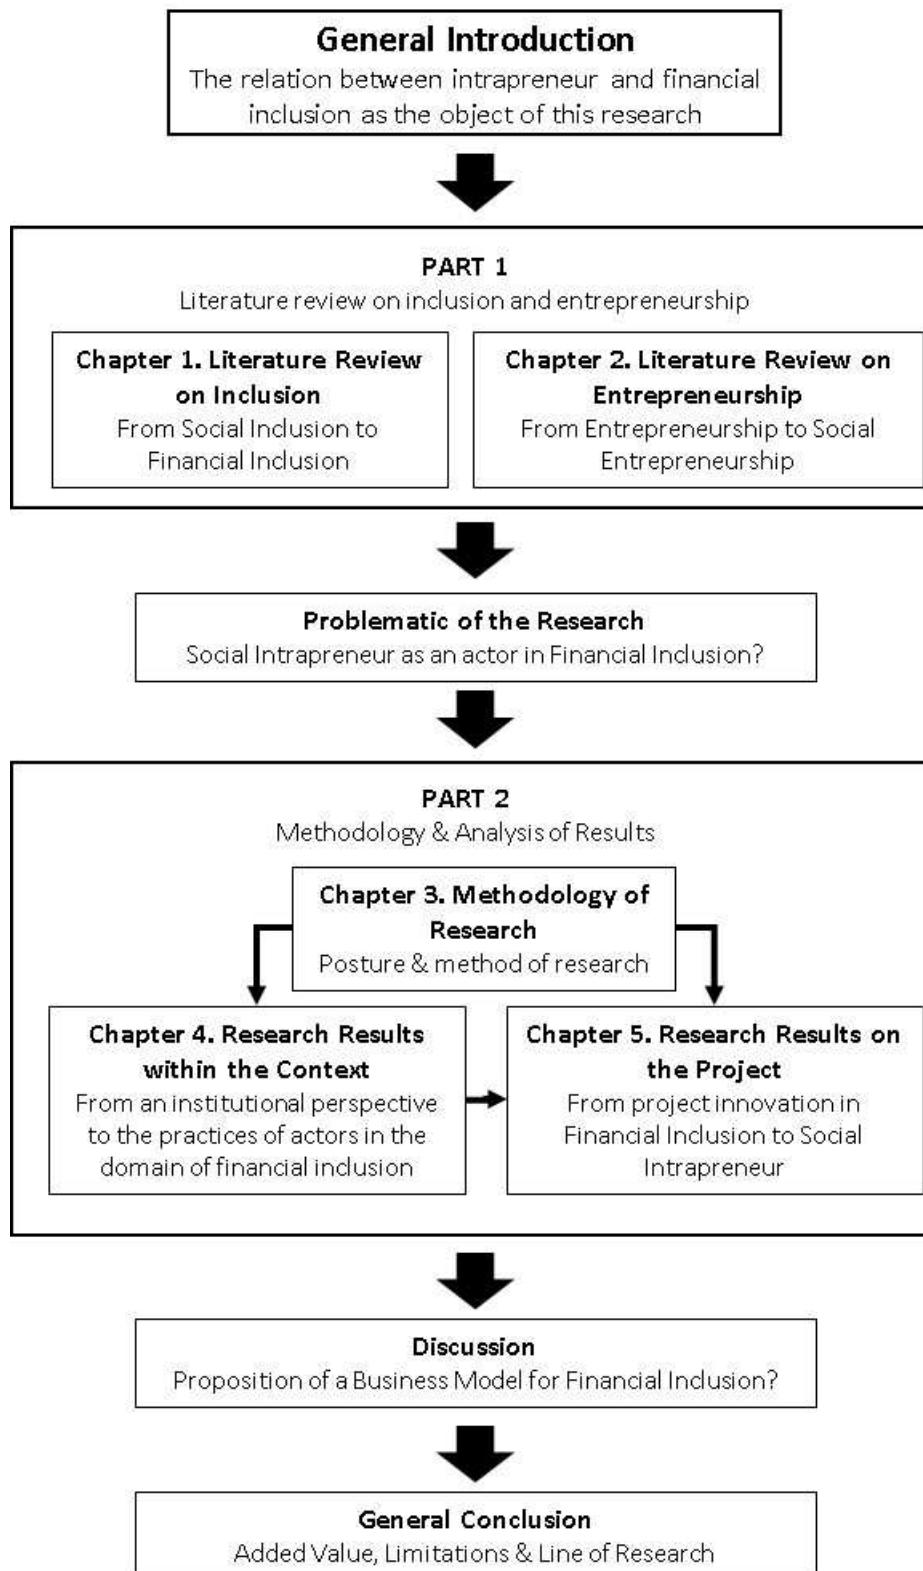 General Introduction
The relation between intrapreneur and financial
inclusion as the object of this research
PART 1
Literature review on inclusion and entrepreneurship
Chapter 1. Literature Review
on Inclusion
From Social Inclusion to
Financial Inclusion
Chapter 2. Literature Review on
Entrepreneurship
From Entrepreneurship to Social
Entrepreneurship
Problematic of the Research
Social Intrapreneur as an actor in Financial Inclusion?
PART 2
Methodology & Analysis of Results
Chapter 3. Methodology of
Research
Posture & method of research
Chapter 4. Research Results
within the Context
From an institutional perspective
to the practices of actors in the
domain of financial inclusion
Chapter 5. Research Results on
the Project
From project innovation in
Financial Inclusion to Social
Intrapreneur
Discussion
Proposition of a Business Model for Financial Inclusion?
General Conclusion
Added Value, Limitations & Line of Research